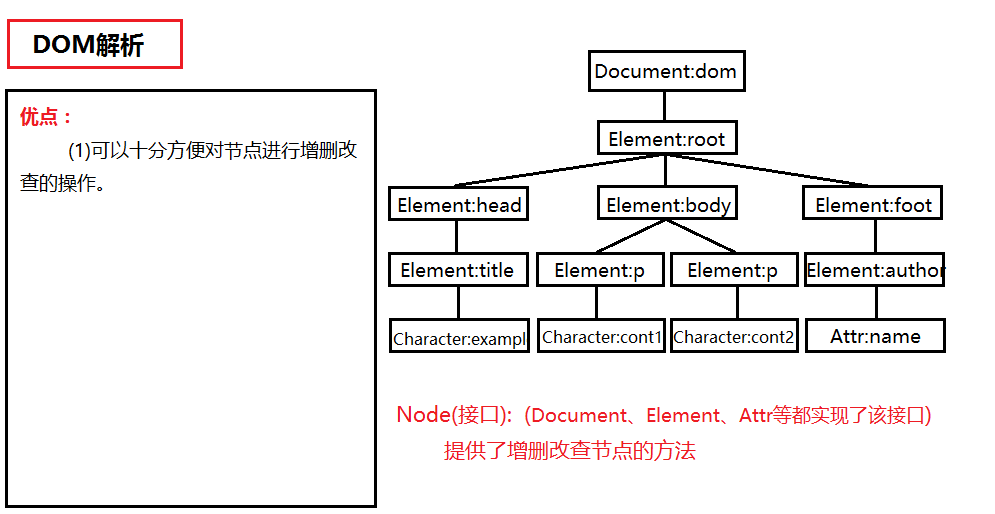 DOM解析
优点：
(1)可以十分方便对节点进行增删改
查的操作。
Document:dom
Element:root
Element:head
Element:body
Element:foot
Element:title
Element:p
Element:p
Element:author
Character:exampl
Character:cont1
Character:cont2
Attr:name
Node(接口):  (Document、Element、Attr等都实现了该接口)
提供了增删改查节点的方法